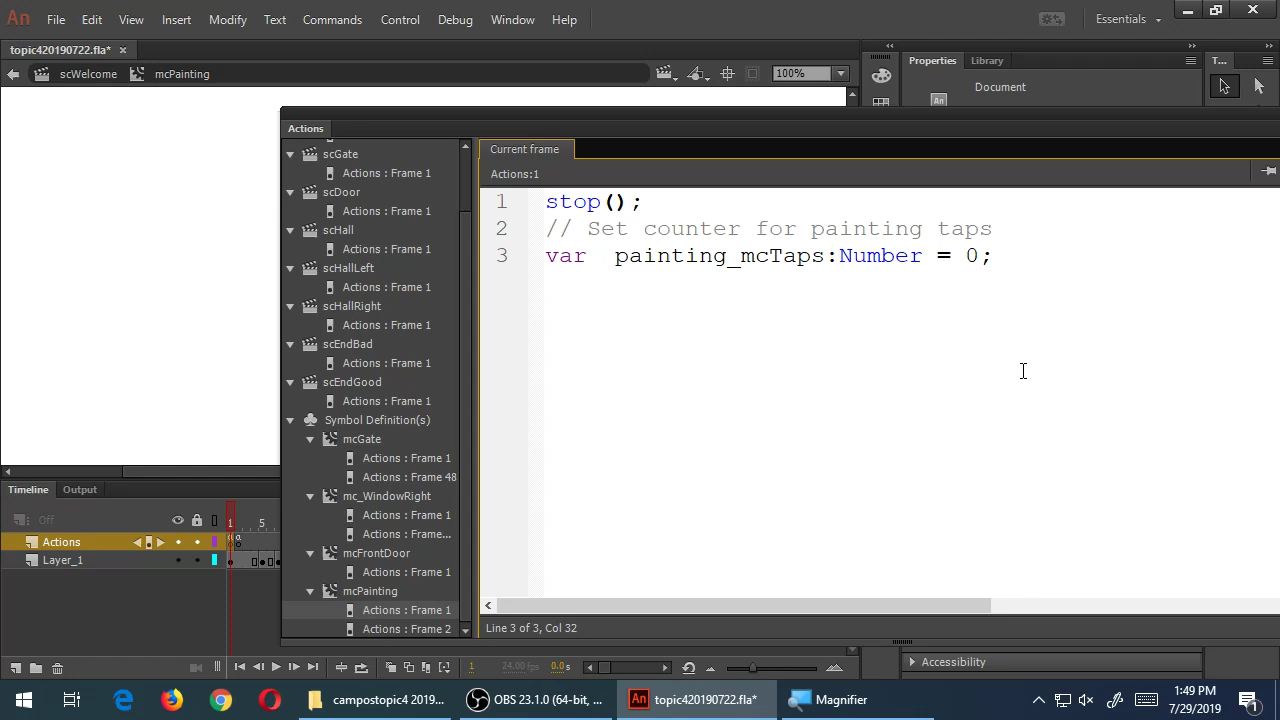 An File Edit View Insert Modify Text Commands Control Debug Window Help Essentials
topic420190722.fla* ×
scWelcome mcPainting 100%
T...
Properties Library
Document
An
Actions
scGate
Actions : Frame 1
scDoor
Actions : Frame 1
scHall
Actions : Frame 1
scHallLeft
Actions : Frame 1
scHallRight
Actions : Frame 1
scEndBad
Actions : Frame 1
scEndGood
Actions : Frame 1
Symbol Definition(s)
mcGate
Actions : Frame 1
Actions : Frame 48
mc_WindowRight
Actions : Frame 1
Actions : Frame...
mcFrontDoor
Actions : Frame 1
mcPainting
Actions : Frame 1
Actions : Frame 2
Current frame
Actions:1
1 stop();
2 // Set counter for painting taps
3 var  painting_mcTaps:Number = 0;
Line 3 of 3, Col 32
Timeline Output
Off 1 5
Actions
Layer_1
1 24.00 fps 0.0 s
Accessibility
campostopic4 2019... OBS 23.1.0 (64-bit, ... An topic420190722.fla* Magnifier
1:49 PM
7/29/2019
1